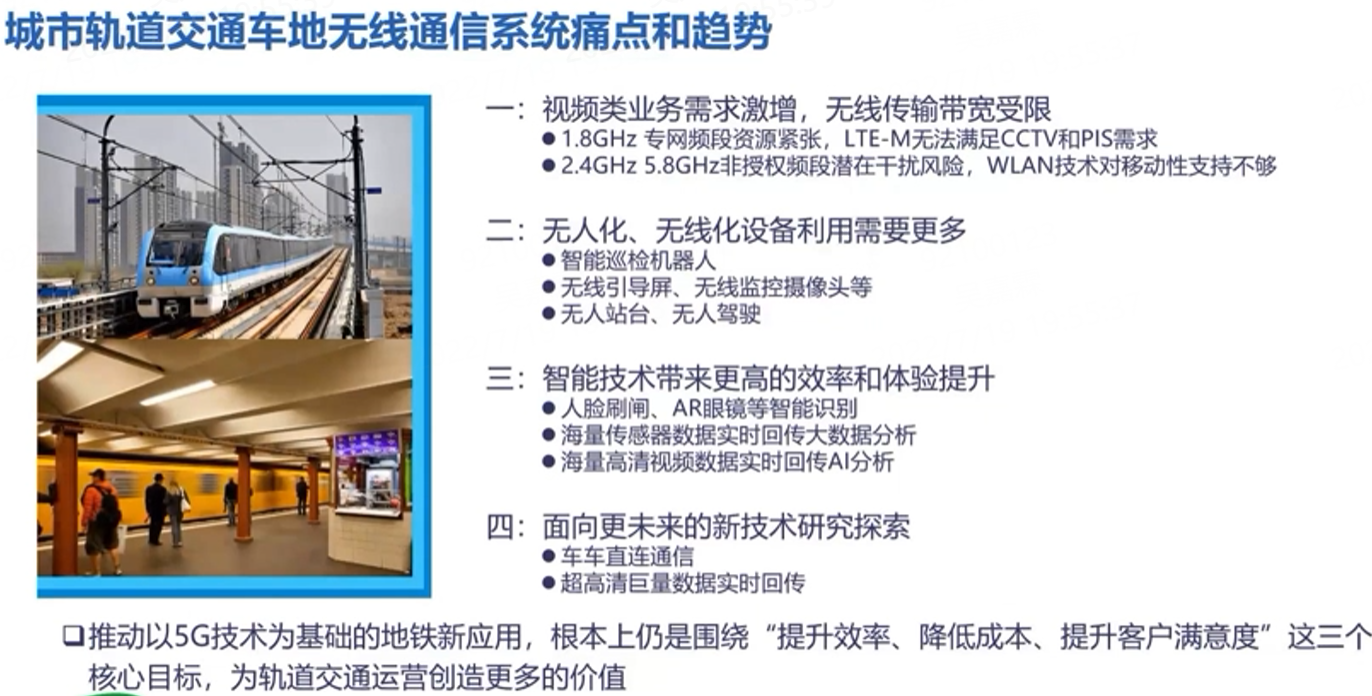 城市轨道交通车地无线通信系统痛点和趋势
一：视频类业务需求激增，无线传输带宽受限
●1.8GHz 专网频段资源紧张，LTE-M无法满足CCTV和PIS需求
●2.4GHz 5.8GHz非授权频段潜在干扰风险，WLAN技术对移动性支持不够
二：无人化、无线化设备利用需要更多
●智能巡检机器人
●无线引导屏、无线监控摄像头等
●无人站台、无人驾驶
三：智能技术带来更高的效率和体验提升
●人脸刷闸、AR眼镜等智能识别
●海量传感器数据实时回传大数据分析
●海量高清视频数据实时回传AI分析
四：面向更未来的新技术研究探索
●车车直连通信
●超高清巨量数据实时回传
❑推动以5G技术为基础的地铁新应用，根本上仍是围绕“提升效率、降低成本、提升客户满意度”这三个
核心目标，为轨道交通运营创造更多的价值